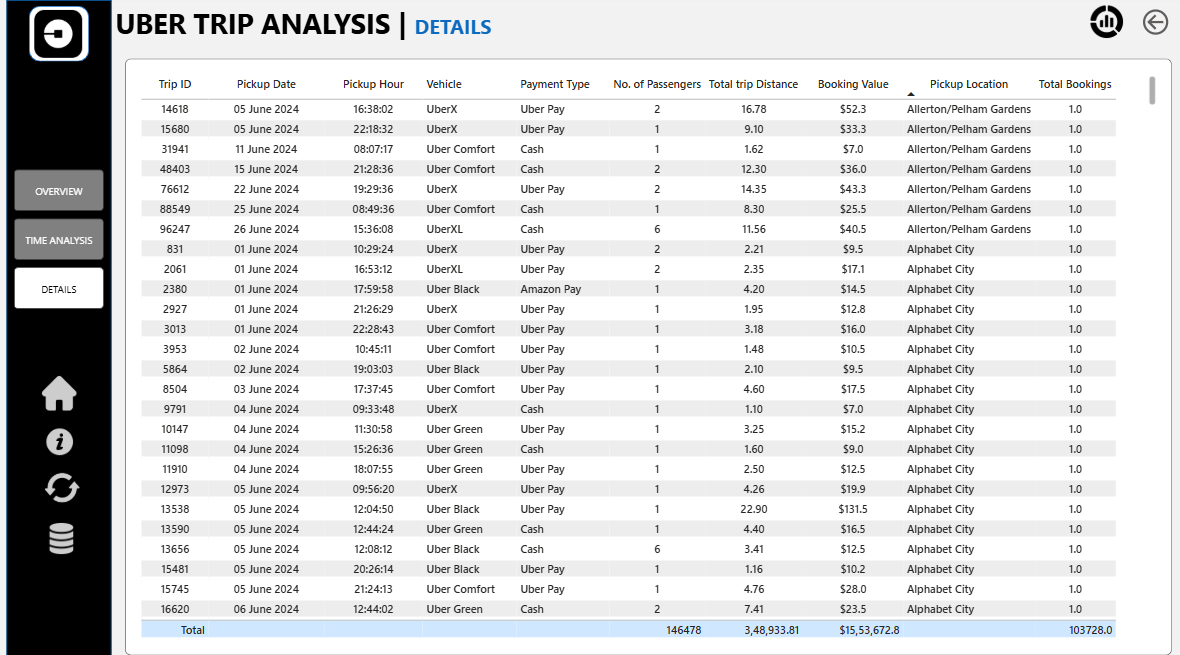 UBER TRIP ANALYSIS | DETAILS
OVERVIEW
TIME ANALYSIS
DETAILS
Trip ID Pickup Date Pickup Hour Vehicle Payment Type No. of Passengers Total trip Distance Booking Value Pickup Location Total Bookings
14618 05 June 2024 16:38:02 UberX Uber Pay 2 16.78 $52.3 Allerton/Pelham Gardens 1.0
15680 05 June 2024 22:18:32 UberX Uber Pay 1 9.10 $33.3 Allerton/Pelham Gardens 1.0
31941 11 June 2024 08:07:17 Uber Comfort Cash 1 1.62 $7.0 Allerton/Pelham Gardens 1.0
48403 15 June 2024 21:28:36 Uber Comfort Cash 2 12.30 $36.0 Allerton/Pelham Gardens 1.0
76612 22 June 2024 19:29:36 UberX Uber Pay 2 14.35 $43.3 Allerton/Pelham Gardens 1.0
88549 25 June 2024 08:49:36 Uber Comfort Cash 1 8.30 $25.5 Allerton/Pelham Gardens 1.0
96247 26 June 2024 15:36:08 UberXL Cash 6 11.56 $40.5 Allerton/Pelham Gardens 1.0
831 01 June 2024 10:29:24 UberX Uber Pay 2 2.21 $9.5 Alphabet City 1.0
2061 01 June 2024 16:53:12 UberXL Uber Pay 2 2.35 $17.1 Alphabet City 1.0
2380 01 June 2024 17:59:58 Uber Black Amazon Pay 1 4.20 $14.5 Alphabet City 1.0
2927 01 June 2024 21:26:29 UberX Uber Pay 1 1.95 $12.8 Alphabet City 1.0
3013 01 June 2024 22:28:43 Uber Comfort Uber Pay 1 3.18 $16.0 Alphabet City 1.0
3953 02 June 2024 10:45:11 Uber Comfort Uber Pay 1 1.48 $10.5 Alphabet City 1.0
5864 02 June 2024 19:03:03 Uber Black Uber Pay 1 2.10 $9.5 Alphabet City 1.0
8504 03 June 2024 17:37:45 Uber Comfort Uber Pay 1 4.60 $17.5 Alphabet City 1.0
9791 04 June 2024 09:33:48 UberX Cash 1 1.10 $7.0 Alphabet City 1.0
10147 04 June 2024 11:30:58 Uber Green Uber Pay 1 3.25 $15.2 Alphabet City 1.0
11098 04 June 2024 15:26:36 Uber Green Cash 1 1.60 $9.0 Alphabet City 1.0
11910 04 June 2024 18:07:55 Uber Green Uber Pay 1 2.50 $12.5 Alphabet City 1.0
12973 05 June 2024 09:56:20 UberX Uber Pay 1 4.26 $19.9 Alphabet City 1.0
13538 05 June 2024 12:04:50 Uber Black Uber Pay 1 22.90 $131.5 Alphabet City 1.0
13590 05 June 2024 12:44:24 Uber Green Cash 1 4.40 $16.5 Alphabet City 1.0
13656 05 June 2024 12:08:12 Uber Black Cash 6 3.41 $12.5 Alphabet City 1.0
15481 05 June 2024 20:26:14 Uber Black Uber Pay 1 1.16 $10.2 Alphabet City 1.0
15745 05 June 2024 21:24:13 Uber Comfort Uber Pay 1 4.76 $28.0 Alphabet City 1.0
16620 06 June 2024 12:44:02 Uber Green Cash 2 7.41 $23.5 Alphabet City 1.0
Total 146478 3,48,933.81 $15,53,672.8 103728.0